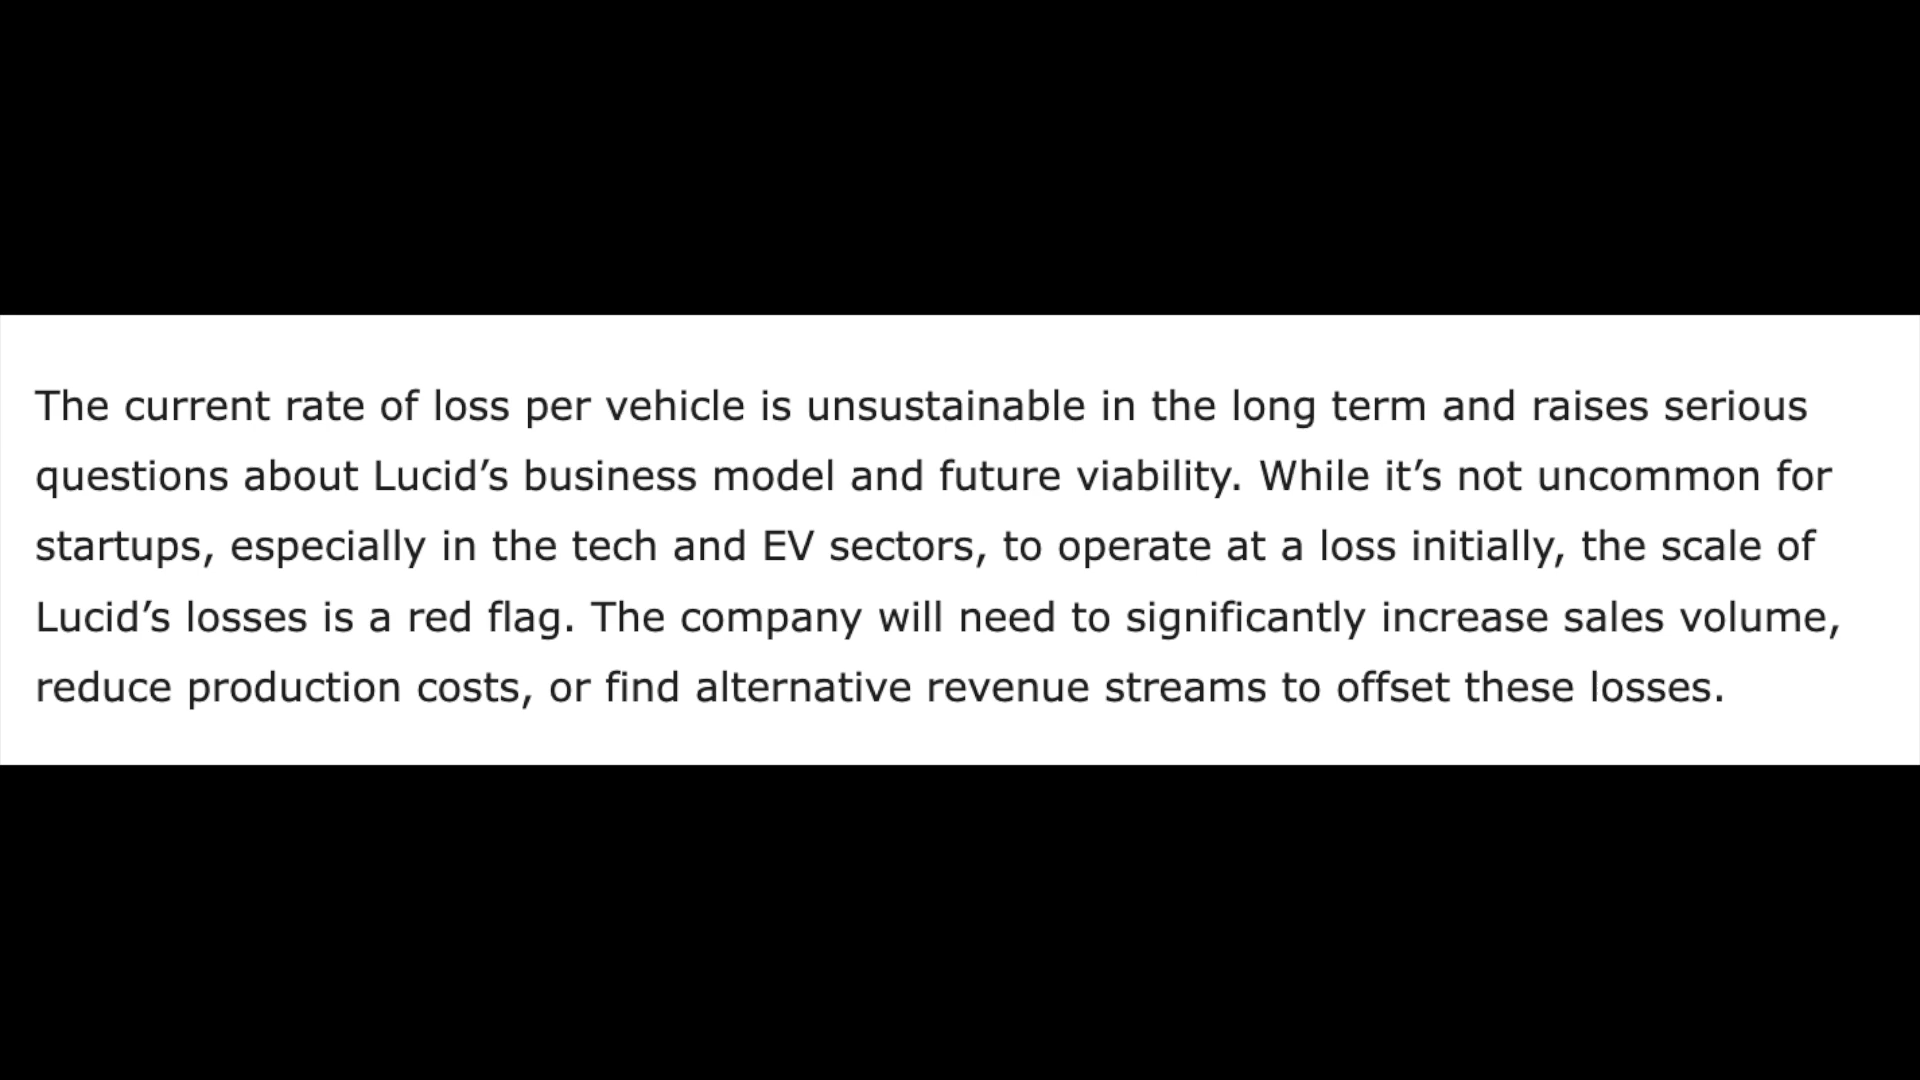 The current rate of loss per vehicle is unsustainable in the long term and raises serious
questions about Lucid’s business model and future viability. While it’s not uncommon for
startups, especially in the tech and EV sectors, to operate at a loss initially, the scale of
Lucid’s losses is a red flag. The company will need to significantly increase sales volume,
reduce production costs, or find alternative revenue streams to offset these losses.